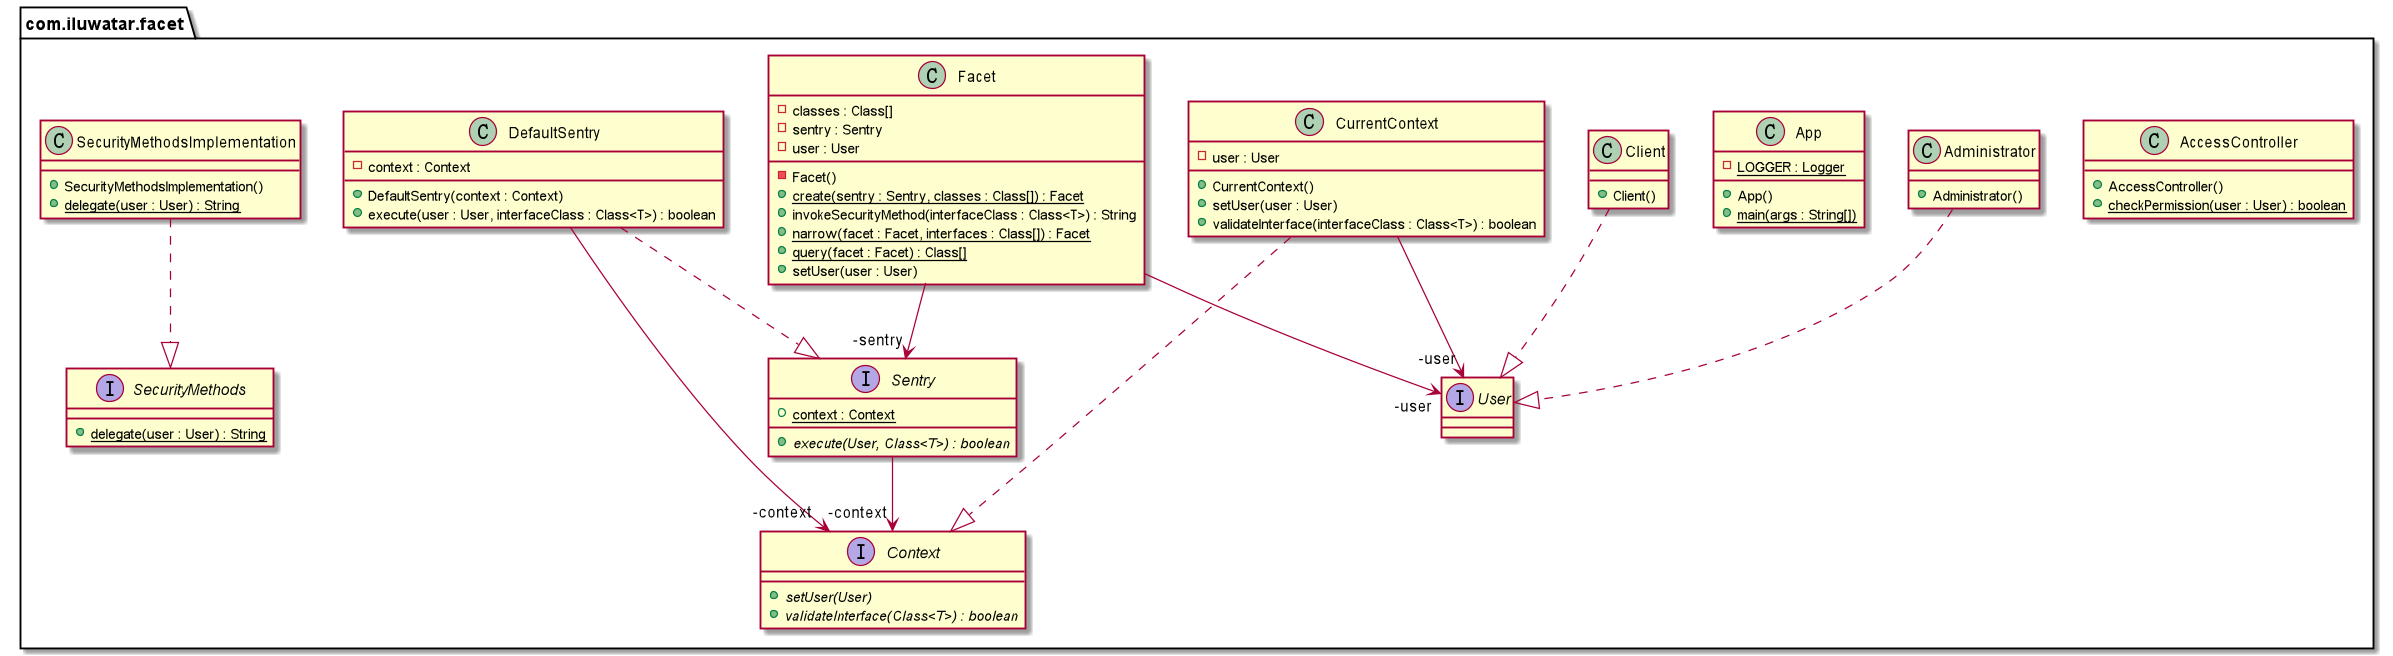 com.iluwatar.facet
C SecurityMethodsImplementation
SecurityMethodsImplementation()
delegate(user : User) : String
C DefaultSentry
context : Context
DefaultSentry(context : Context)
execute(user : User, interfaceClass : Class<T>) : boolean
C Facet
classes : Class[]
sentry : Sentry
user : User
Facet()
create(sentry : Sentry, classes : Class[]) : Facet
invokeSecurityMethod(interfaceClass : Class<T>) : String
narrow(facet : Facet, interfaces : Class[]) : Facet
query(facet : Facet) : Class[]
setUser(user : User)
C CurrentContext
user : User
CurrentContext()
setUser(user : User)
validateInterface(interfaceClass : Class<T>) : boolean
C Client
Client()
C App
LOGGER : Logger
App()
main(args : String[])
C Administrator
Administrator()
C AccessController
AccessController()
checkPermission(user : User) : boolean
-sentry
-user
-user
I SecurityMethods
delegate(user : User) : String
I Sentry
context : Context
execute(User, Class<T>) : boolean
I User
-context
-context
I Context
setUser(User)
validateInterface(Class<T>) : boolean